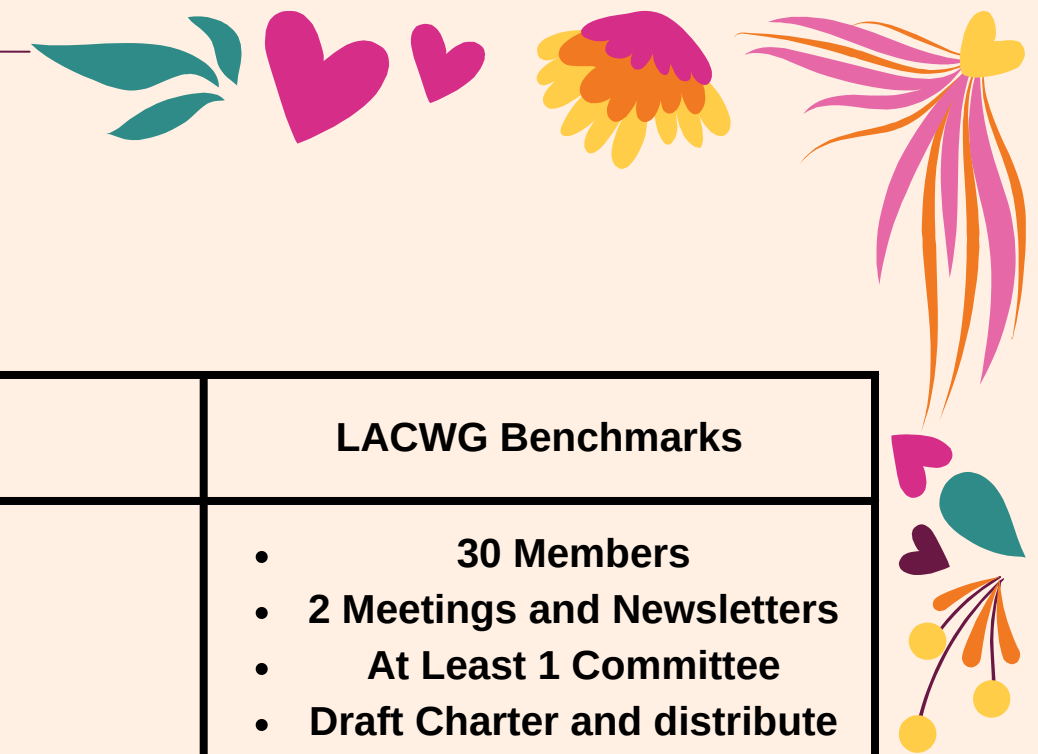 LACWG Benchmarks
• 30 Members
• 2 Meetings and Newsletters
• At Least 1 Committee
• Draft Charter and distribute